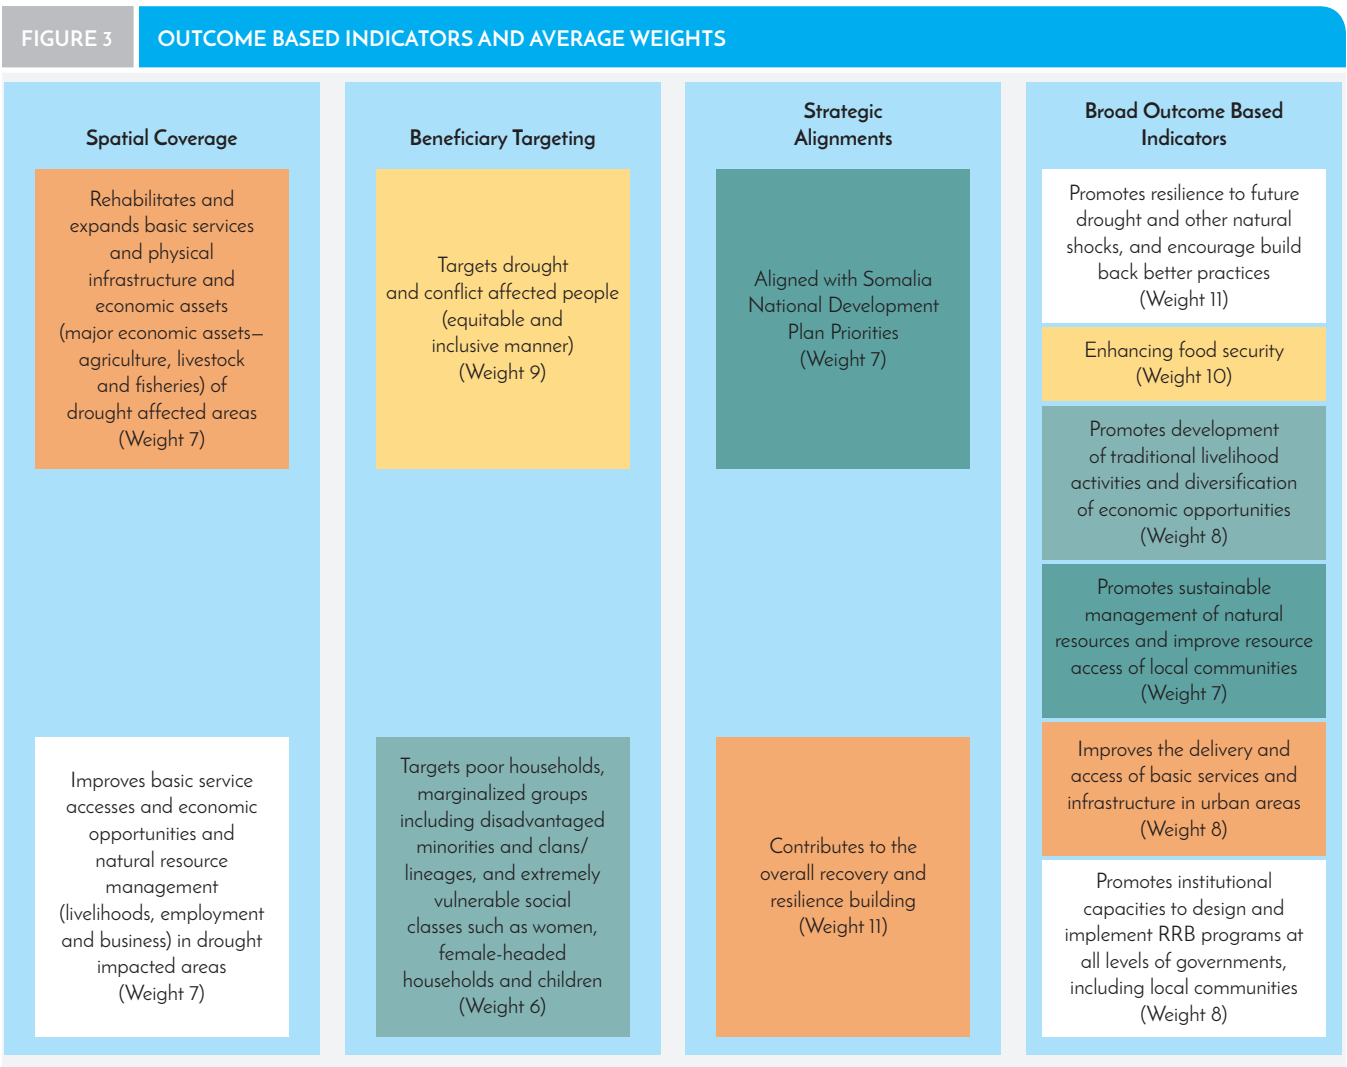 FIGURE 3
OUTCOME BASED INDICATORS AND AVERAGE WEIGHTS
Spatial Coverage
Rehabilitates and
expands basic services
and physical
infrastructure and
economic assets
(major economic assets—
agriculture, livestock
and fisheries) of
drought affected areas
(Weight 7)
Improves basic service
accesses and economic
opportunities and
natural resource
management
(livelihoods, employment
and business) in drought
impacted areas
(Weight 7)
Beneficiary Targeting
Targets drought
and conflict affected people
(equitable and
inclusive manner)
(Weight 9)
Targets poor households,
marginalized groups
including disadvantaged
minorities and clans/
lineages, and extremely
vulnerable social
classes such as women,
female-headed
households and children
(Weight 6)
Strategic
Alignments
Aligned with Somalia
National Development
Plan Priorities
(Weight 7)
Contributes to the
overall recovery and
resilience building
(Weight 11)
Broad Outcome Based
Indicators
Promotes resilience to future
drought and other natural
shocks, and encourage build
back better practices
(Weight 11)
Enhancing food security
(Weight 10)
Promotes development
of traditional livelihood
activities and diversification
of economic opportunities
(Weight 8)
Promotes sustainable
management of natural
resources and improve resource
access of local communities
(Weight 7)
Improves the delivery and
access of basic services and
infrastructure in urban areas
(Weight 8)
Promotes institutional
capacities to design and
implement RRB programs at
all levels of governments,
including local communities
(Weight 8)